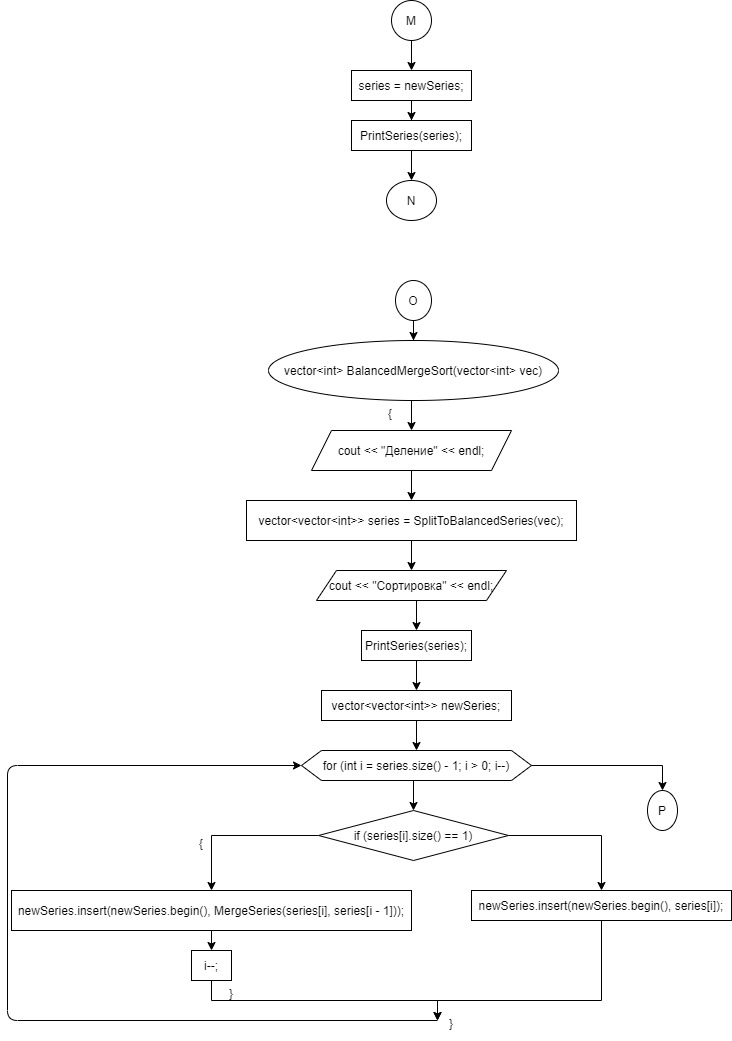 M
series = newSeries;
PrintSeries(series);
N
O
vector<int> BalancedMergeSort(vector<int> vec)
{
cout << "Деление" << endl;
vector<vector<int>> series = SplitToBalancedSeries(vec);
cout << "Сортировка" << endl;
PrintSeries(series);
vector<vector<int>> newSeries;
for (int i = series.size() - 1; i > 0; i--)
P
if (series[i].size() == 1)
{
newSeries.insert(newSeries.begin(), MergeSeries(series[i], series[i - 1]));
newSeries.insert(newSeries.begin(), series[i]);
i--;
}
}